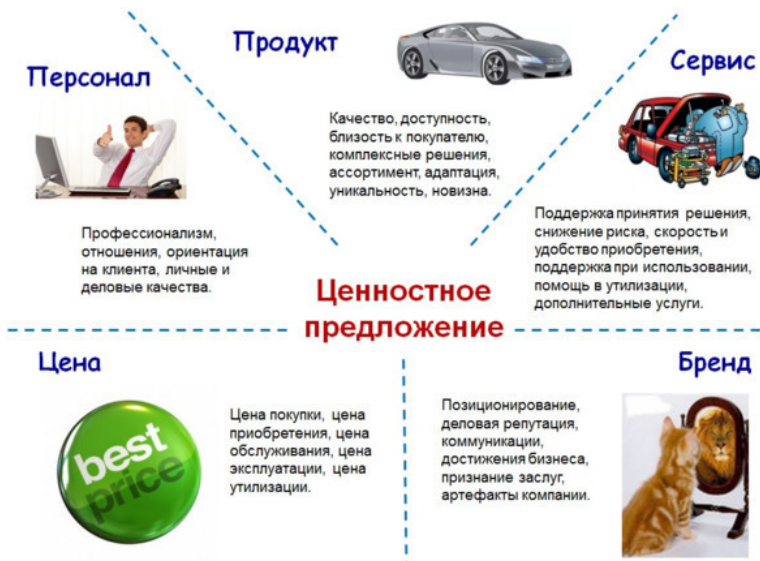 Продукт
Персонал
Сервис
Качество, доступность,
близость к покупателю,
комплексные решения,
ассортимент, адаптация,
уникальность, новизна.
Профессионализм,
отношения, ориентация
на клиента, личные и
деловые качества.
Поддержка принятия решения,
снижение риска, скорость и
удобство приобретения,
поддержка при использовании,
помощь в утилизации,
дополнительные услуги.
Ценностное
предложение
Цена
best
price
Цена покупки, цена
приобретения, цена
обслуживания, цена
эксплуатации, цена
утилизации.
Бренд
Позиционирование,
деловая репутация,
коммуникации,
достижения бизнеса,
признание заслуг,
артефакты компании.